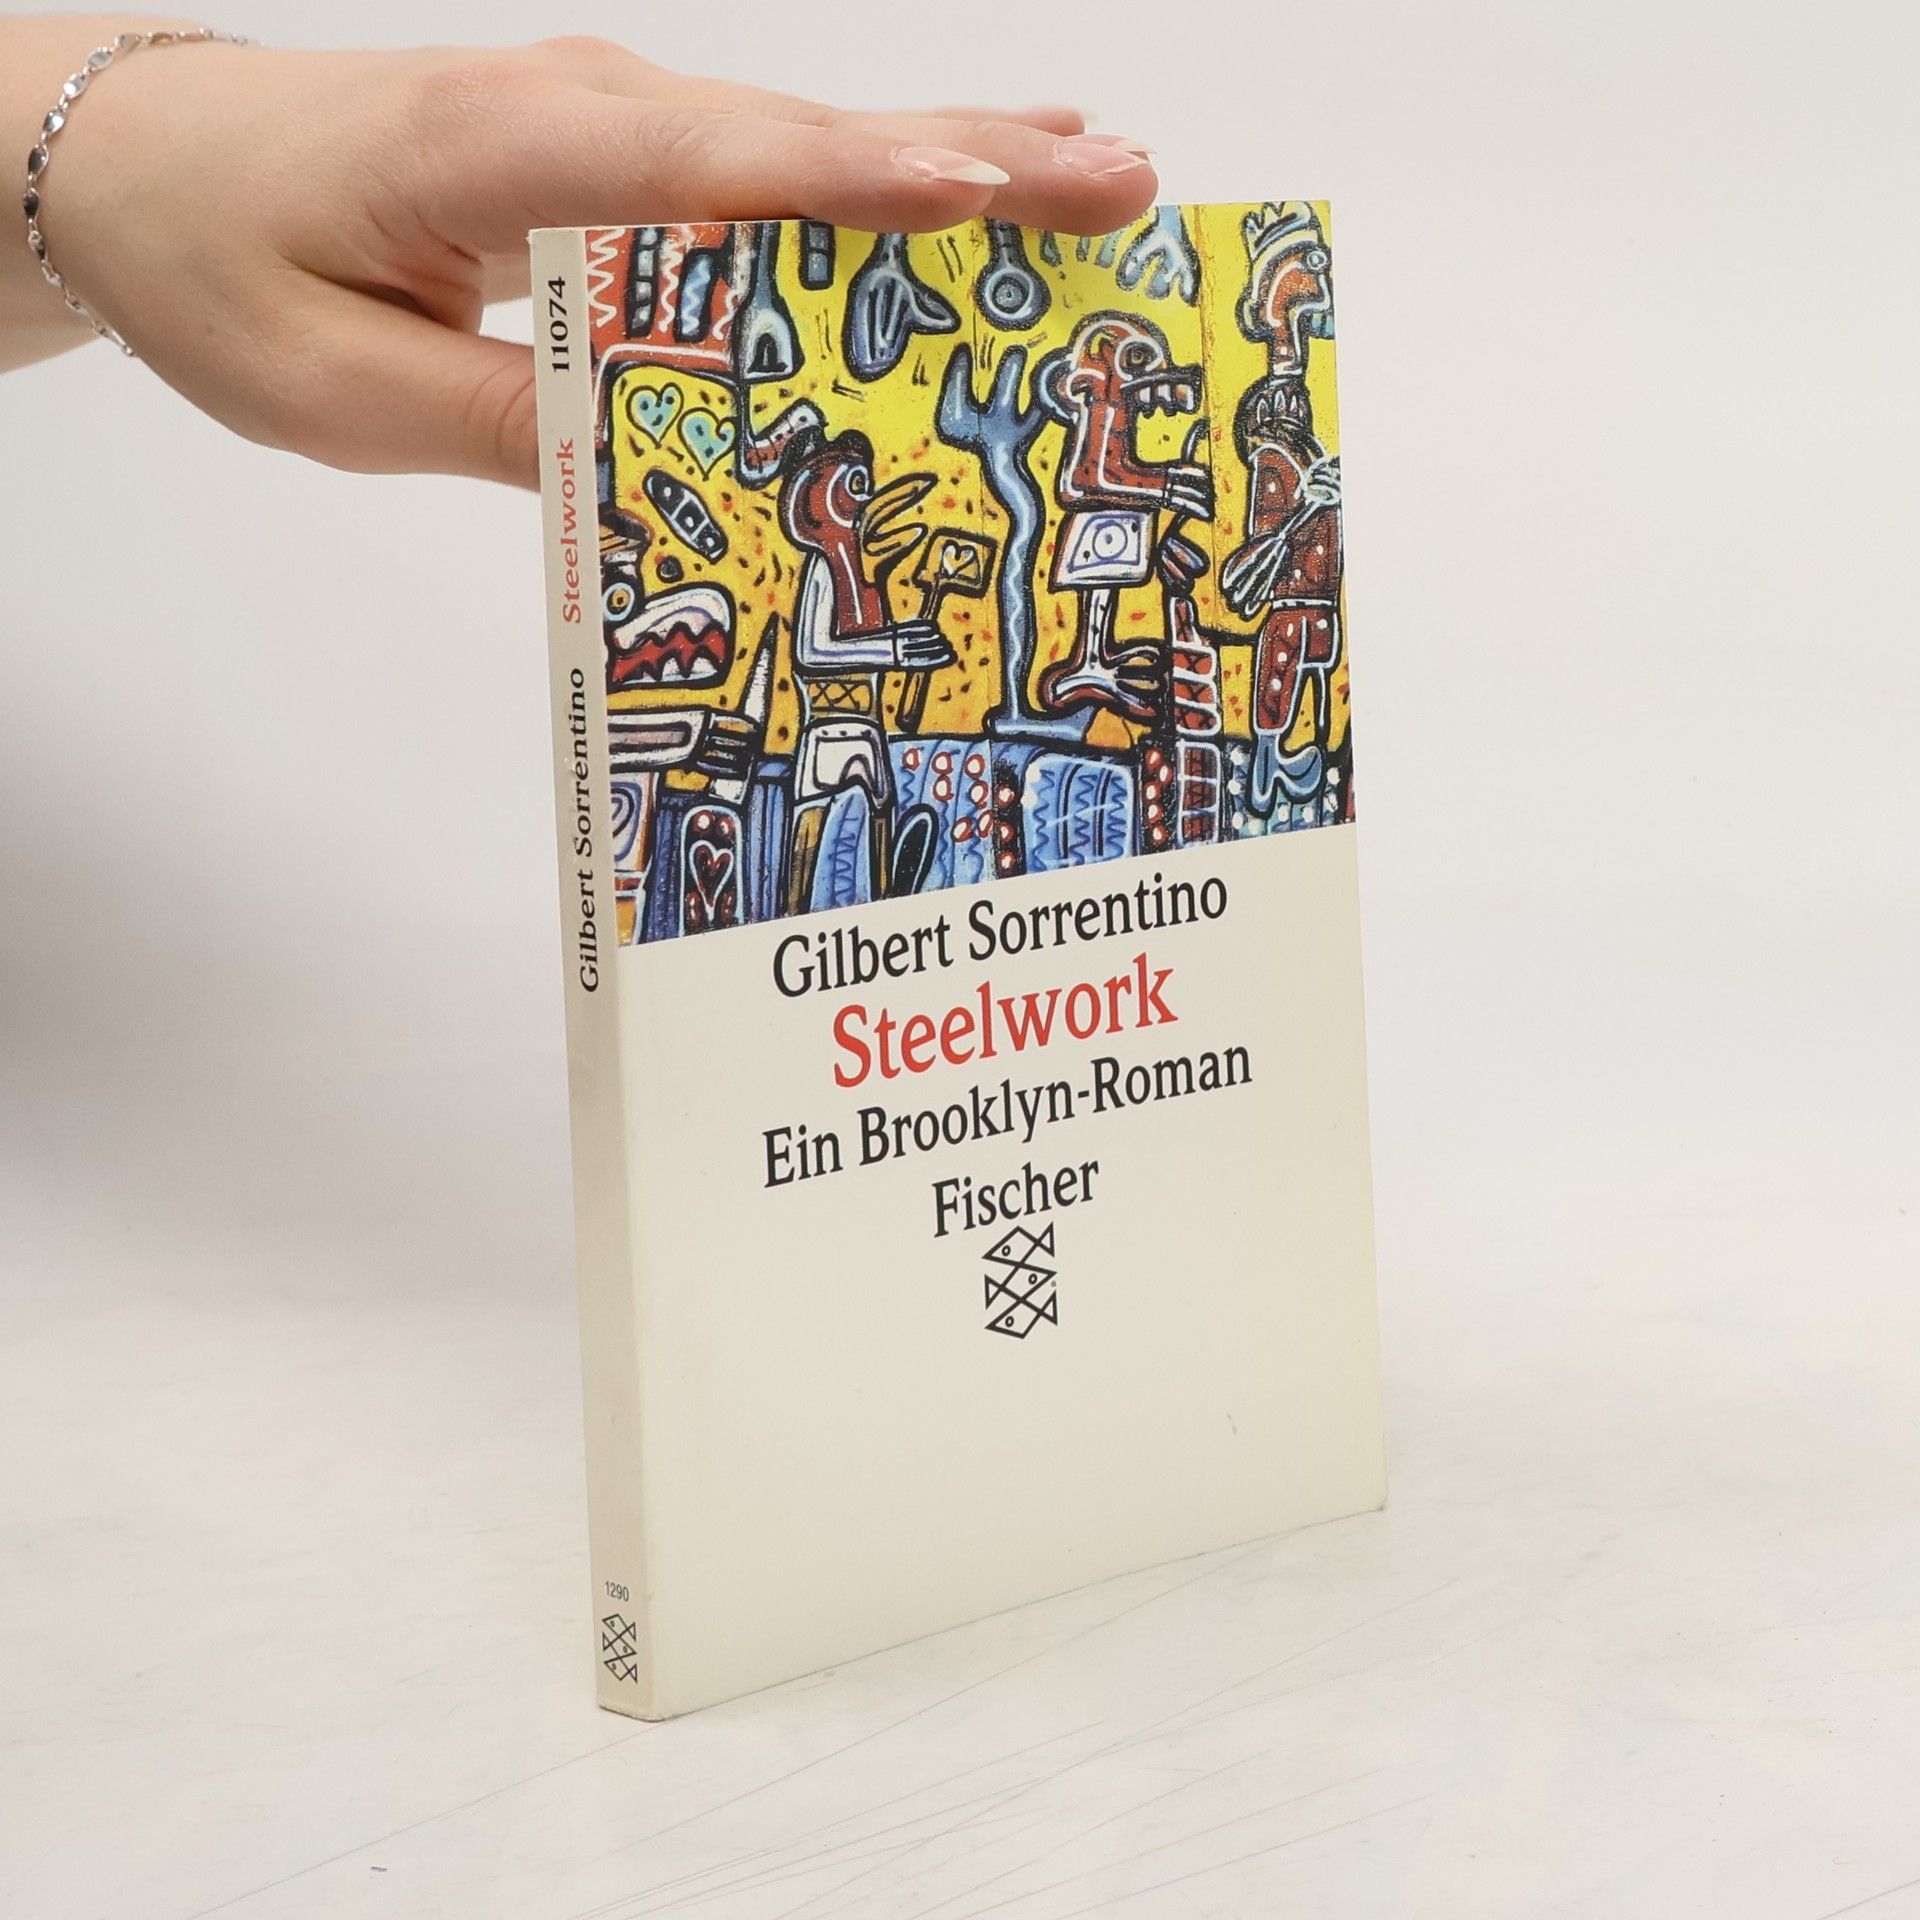 Gilbert Sorrentino
Steelwork
Ein Brooklyn-Roman
Fischer
Gilbert Sorrentino Steelwork 11074
1290